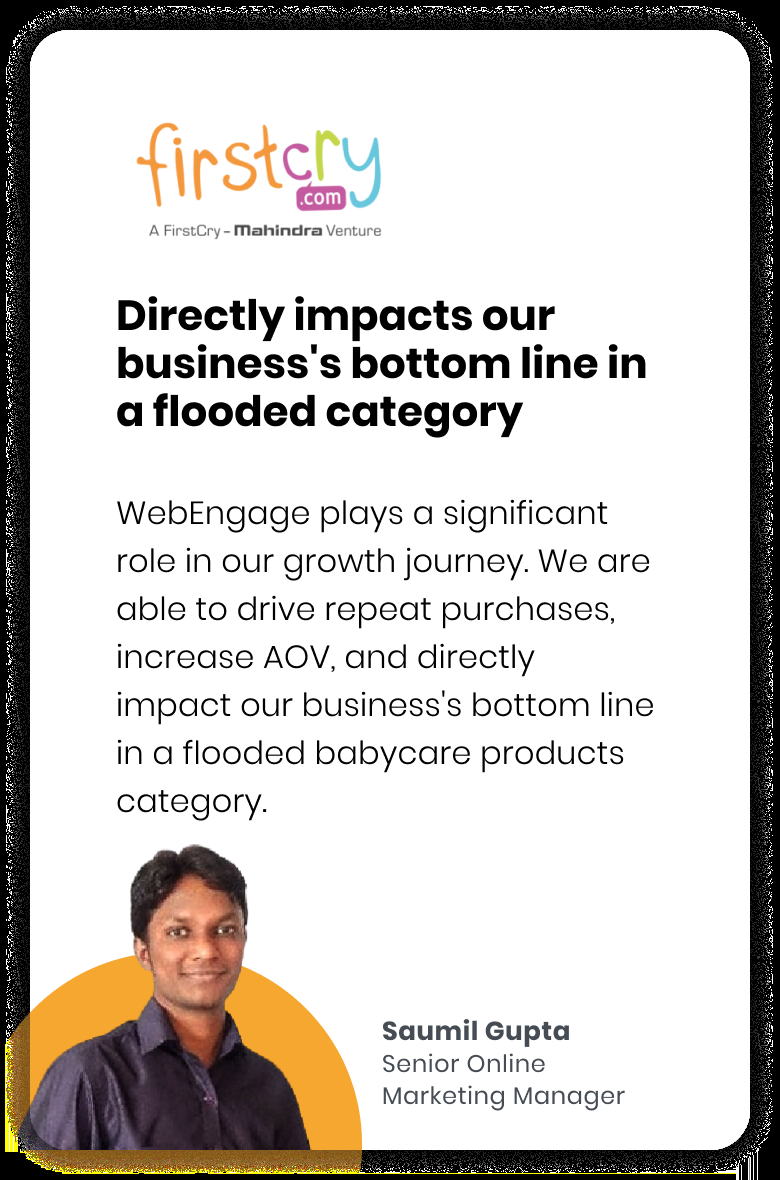 firstcry
.com
A FirstCry - Mahindra Venture
Directly impacts our
business's bottom line in
a flooded category
WebEngage plays a significant
role in our growth journey. We are
able to drive repeat purchases,
increase AOV, and directly
impact our business's bottom line
in a flooded babycare products
category.
Saumil Gupta
Senior Online
Marketing Manager